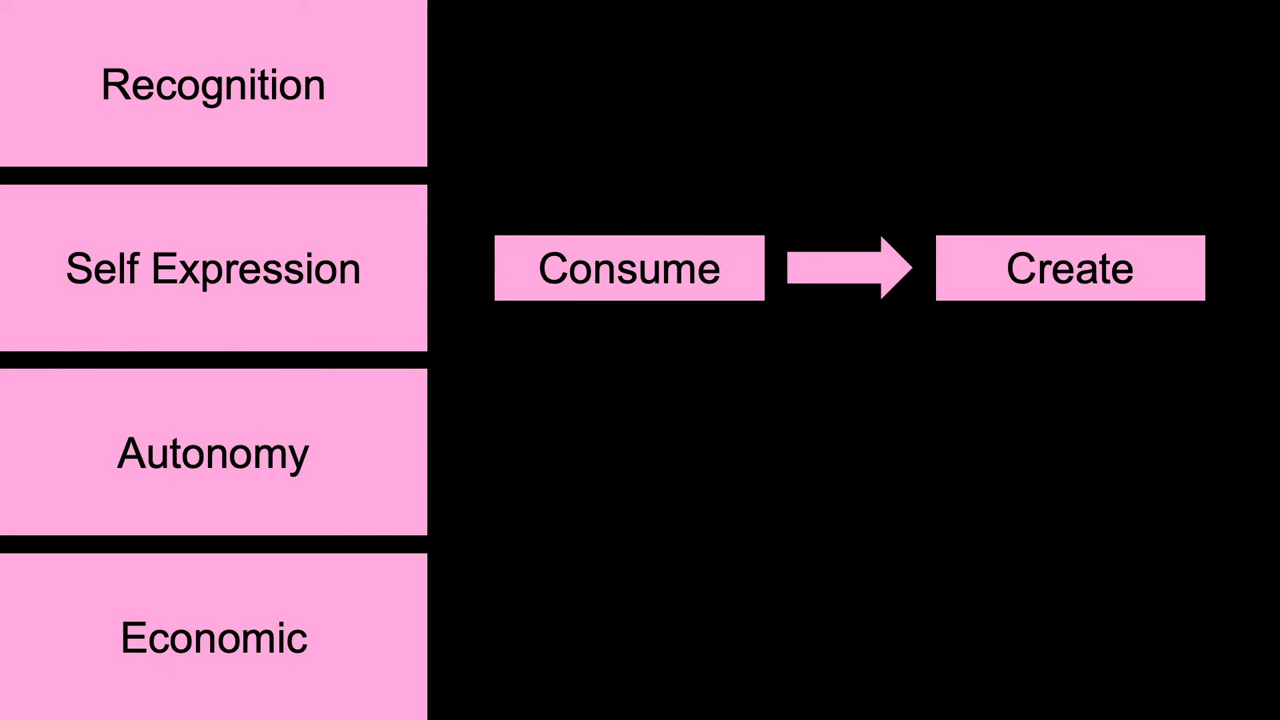 Recognition
Self Expression
Consume
Create
Autonomy
Economic